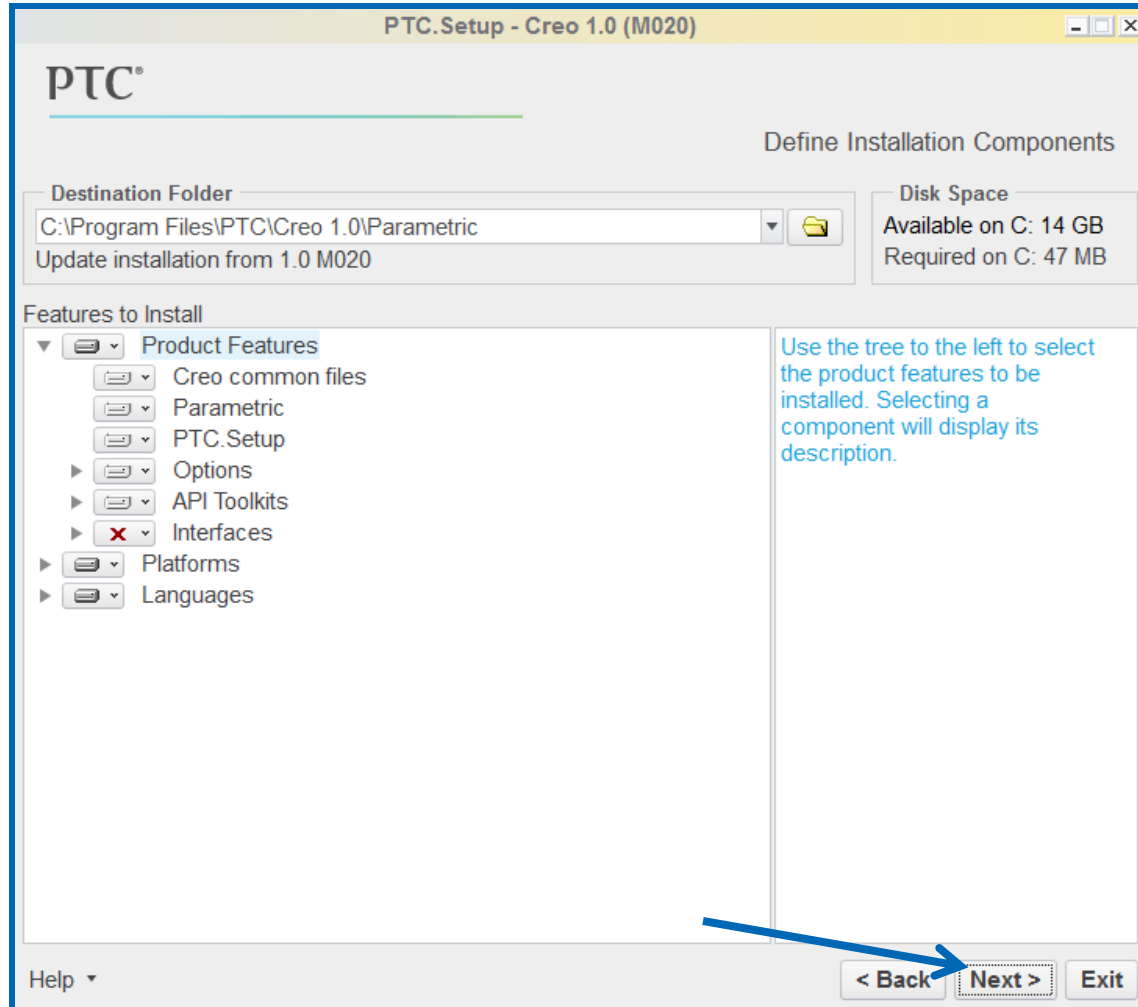 PTC.Setup - Creo 1.0 (M020)
PTC®
Define Installation Components
Destination Folder
C:\Program Files\PTC\Creo 1.0\Parametric
Update installation from 1.0 M020
Disk Space
Available on C: 14 GB
Required on C: 47 MB
Features to Install
Product Features
Creo common files
Parametric
PTC.Setup
Options
API Toolkits
Interfaces
Platforms
Languages
Use the tree to the left to select
the product features to be
installed. Selecting a
component will display its
description.
Help
< Back
Next >
Exit